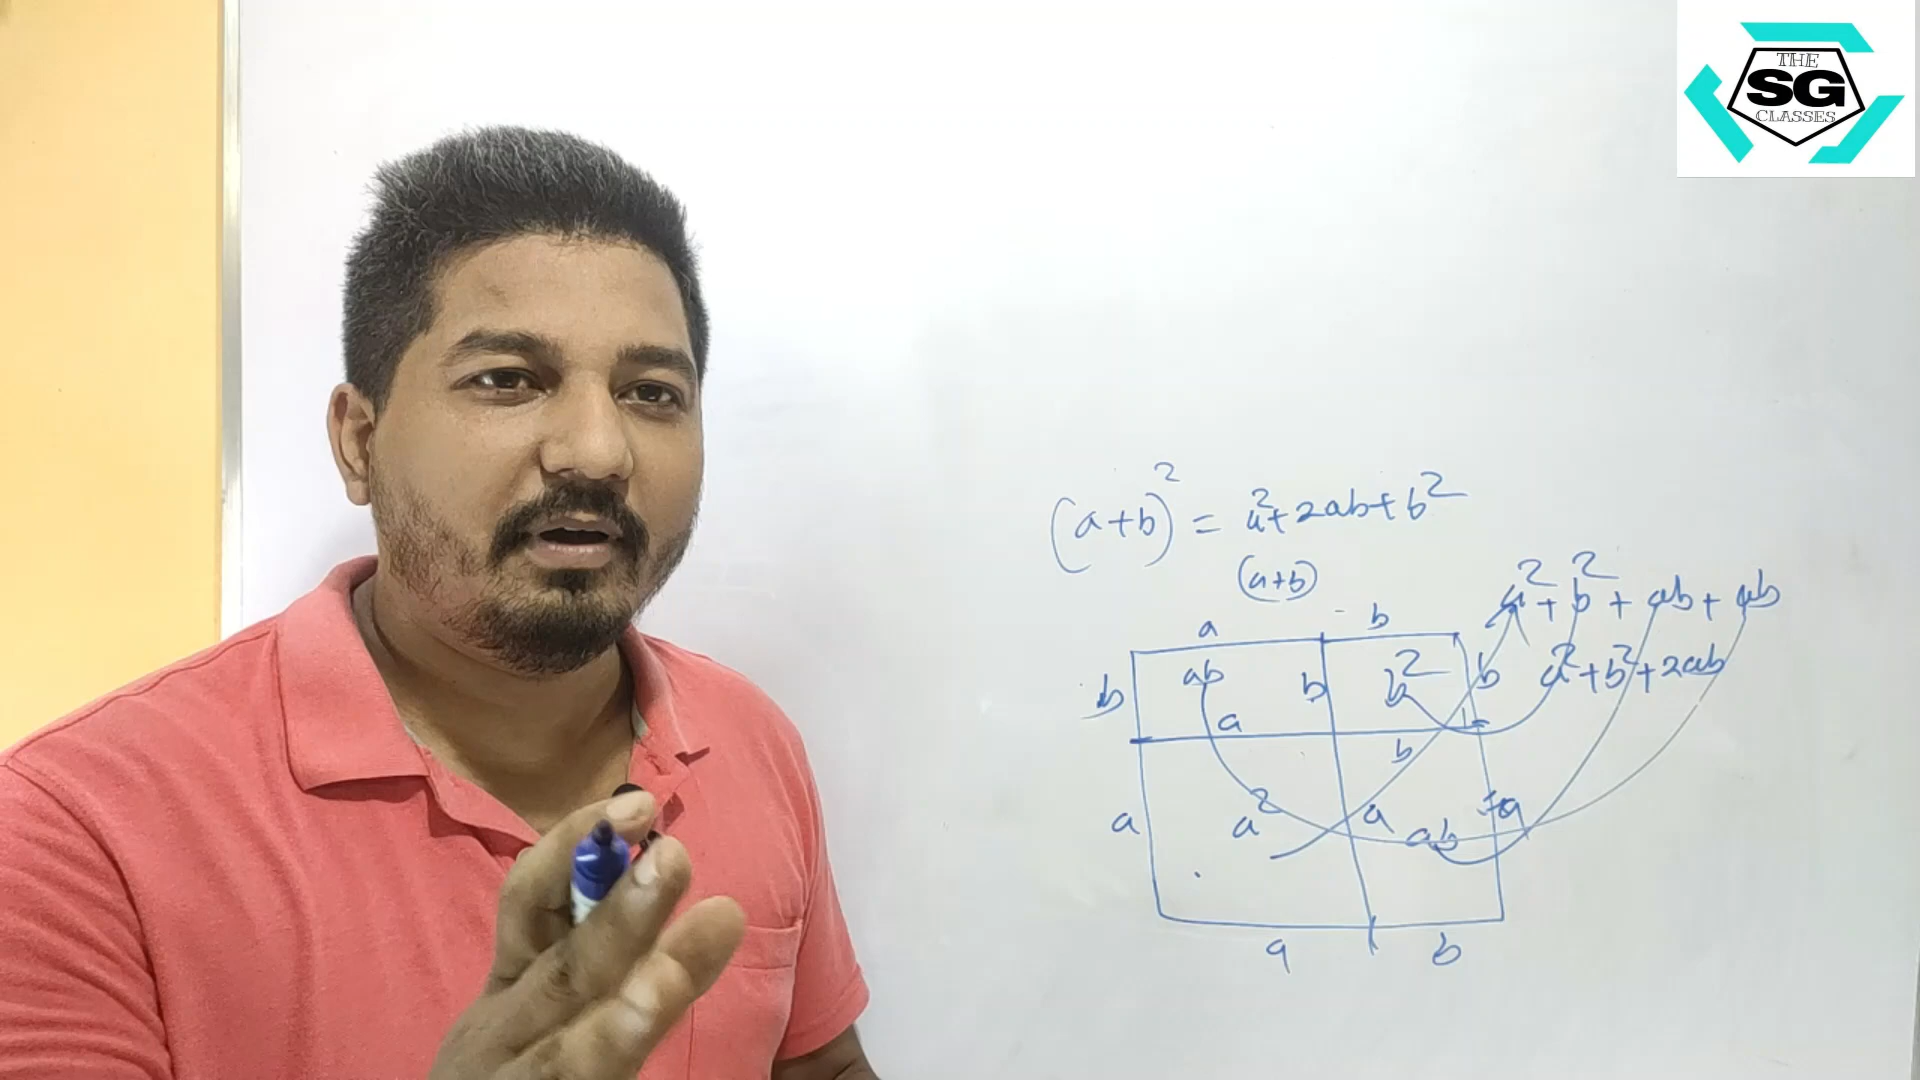 THE
SG
CLASSES
(a+b)² = a²+2ab+b²
(a+b)
a²+b²+ab+ab
a b
b ab b b² b a²+b²+2ab
a b
a a² a ab a
a b